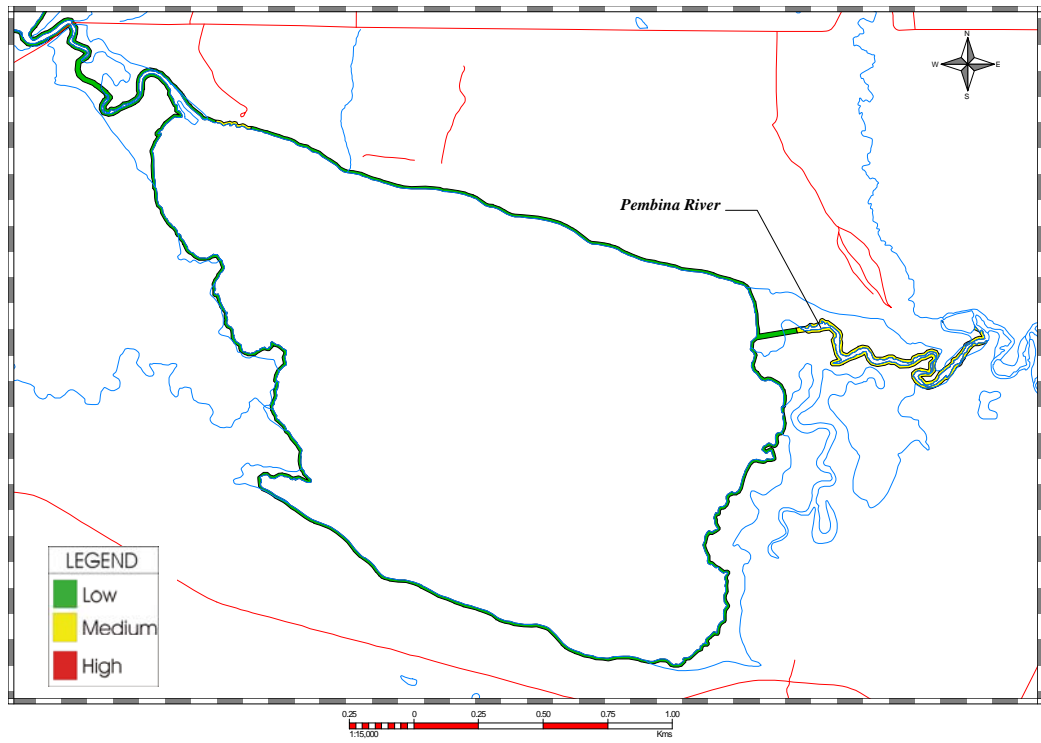 N
W E
S
Pembina River
LEGEND
Low
Medium
High
0.25 0 0.25 0.50 0.75 1.00
1:15,000 Kms